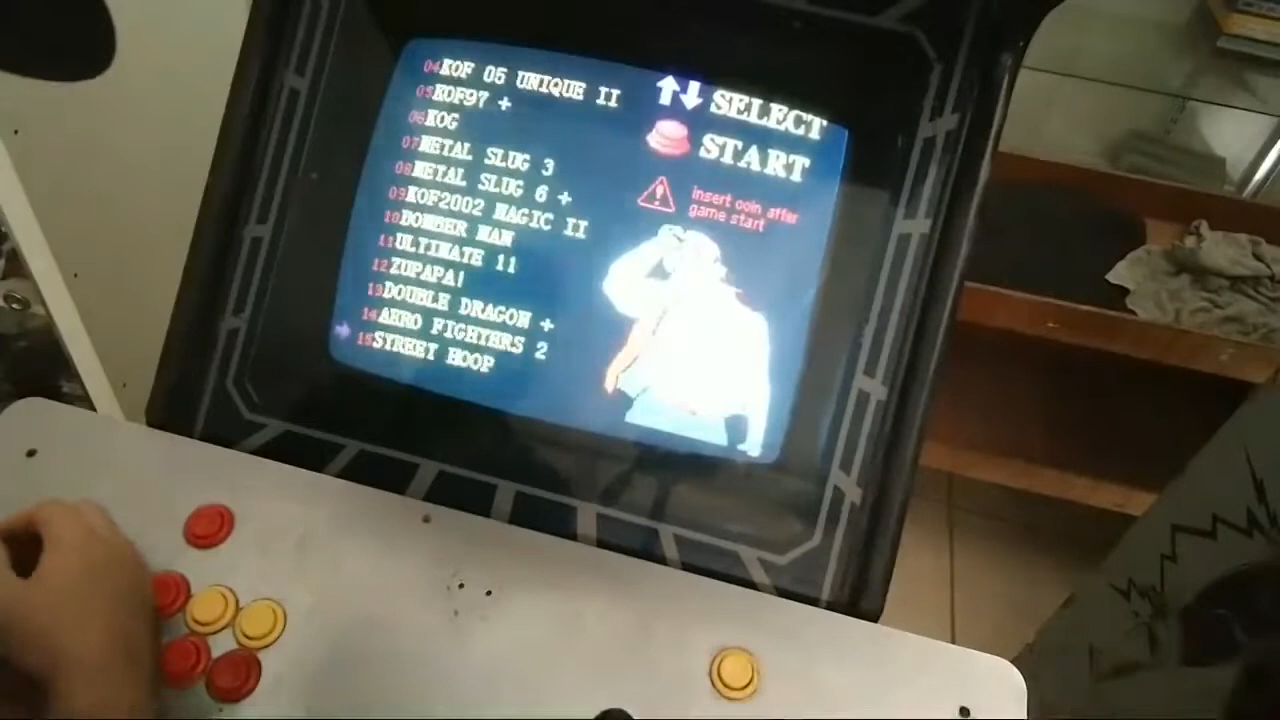 04KOF 05 UNIQUE II
05KOF97 +
06KOG
07METAL SLUG 3
08METAL SLUG 6 +
09KOF2002 MAGIC II
10BOMBER MAN
11ULTIMATE 11
12ZUPAPA!
13DOUBLE DRAGON +
14AERO FIGHTERS 2
15STREET HOOP
SELECT
START
insert coin after
game start